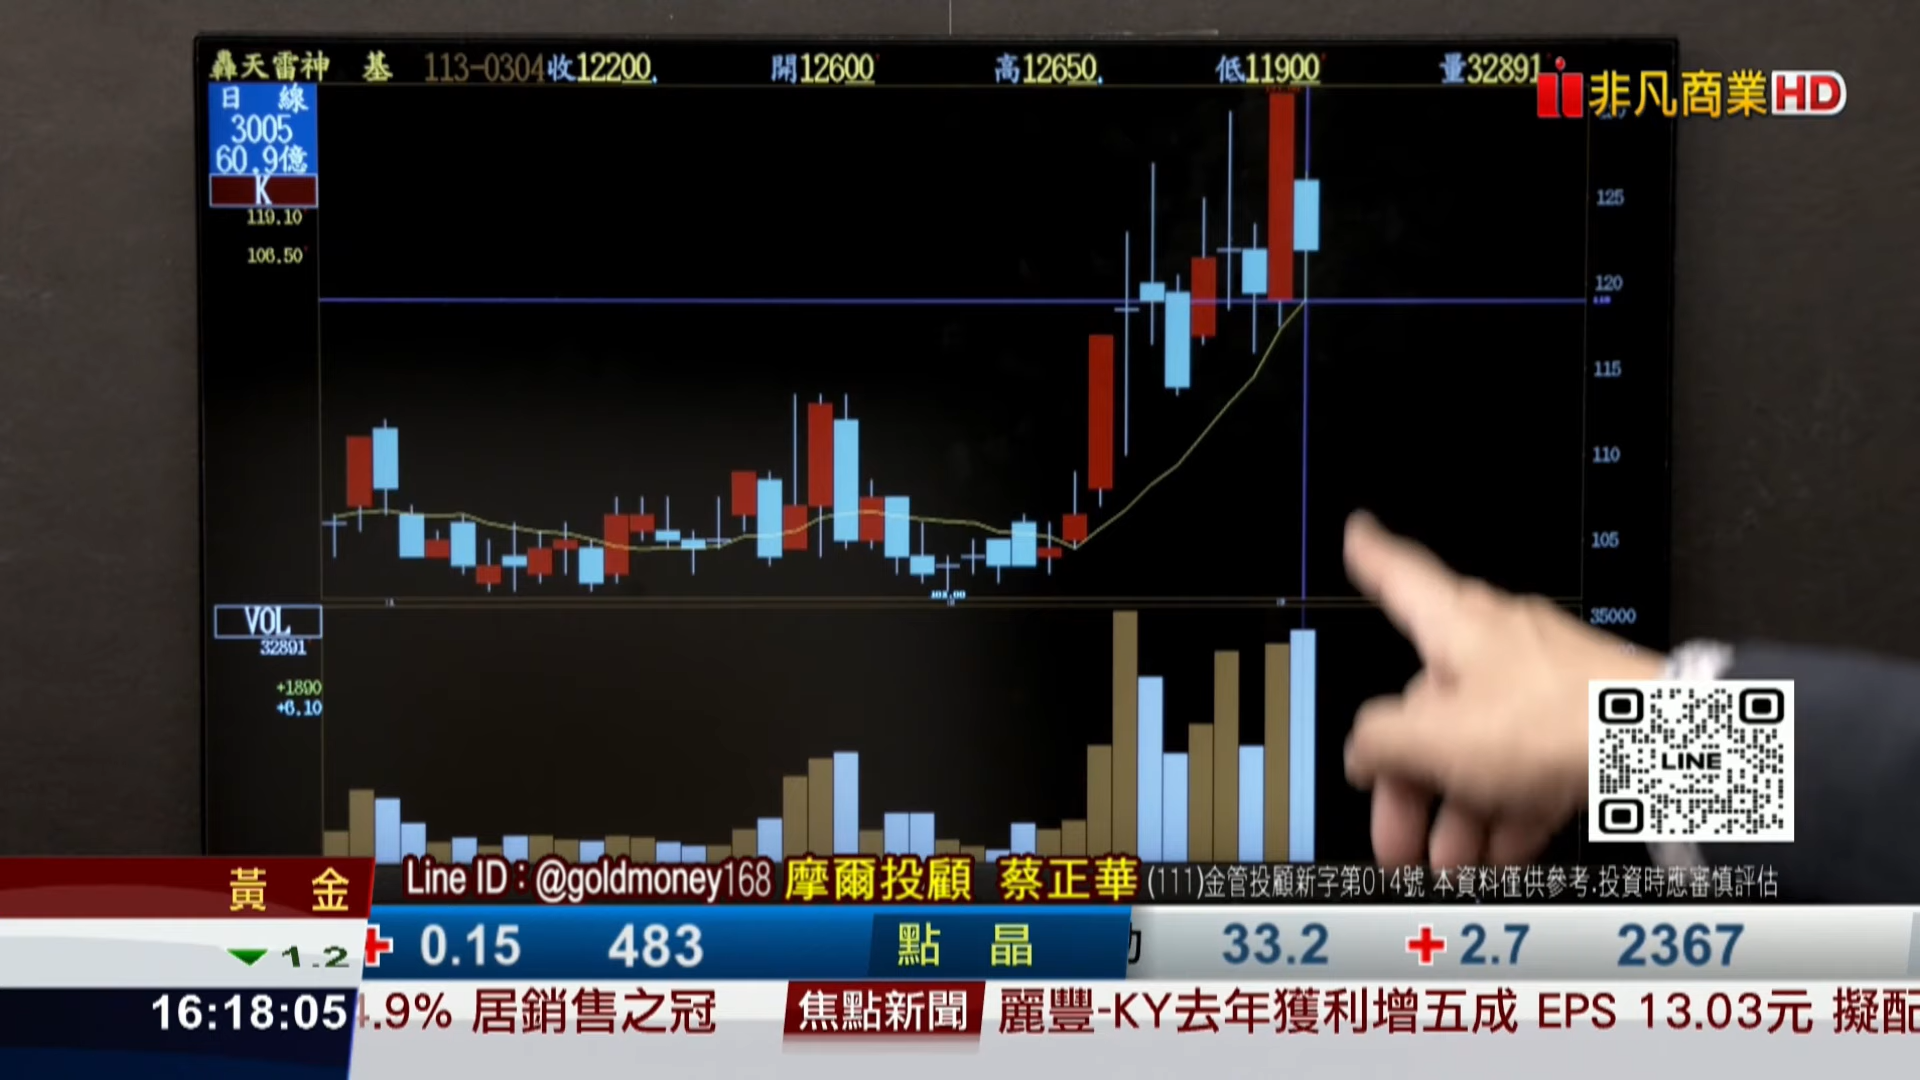 轟天雷神 基 113-0304 收12200. 開12600 高12650. 低11900 量32891
非凡商業HD
日 線
3005
60.9億
K
119.10
106.50
125
120
115
110
105
VOL
32891
+1890
+6.10
35000
LINE
黃 金
Line ID：@goldmoney168 摩爾投顧 蔡正華 (111)金管投顧新字第014號 本資料僅供參考.投資時應審慎評估
1.2
0.15 483 點 晶 33.2 2.7 2367
16:18:05
4.9% 居銷售之冠 焦點新聞 麗豐-KY去年獲利增五成 EPS 13.03元 擬配